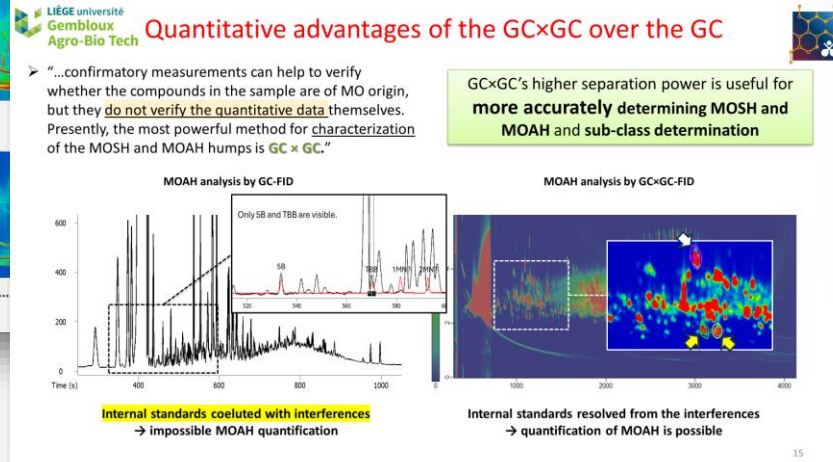 LIÈGE université
Gembloux
Agro-Bio Tech
Quantitative advantages of the GC×GC over the GC
➢ “…confirmatory measurements can help to verify
whether the compounds in the sample are of MO origin,
but they do not verify the quantitative data themselves.
Presently, the most powerful method for characterization
of the MOSH and MOAH humps is GC × GC.”
GC×GC’s higher separation power is useful for
more accurately determining MOSH and
MOAH and sub-class determination
MOAH analysis by GC-FID
MOAH analysis by GC×GC-FID
Only 5B and TBB are visible.
5B
TBB
1MN?
2MN?
520
540
560
580
600
400
200
0
Time (s)
400
600
800
1000
0
1000
2000
3000
4000
Internal standards coeluted with interferences
→ impossible MOAH quantification
Internal standards resolved from the interferences
→ quantification of MOAH is possible
15